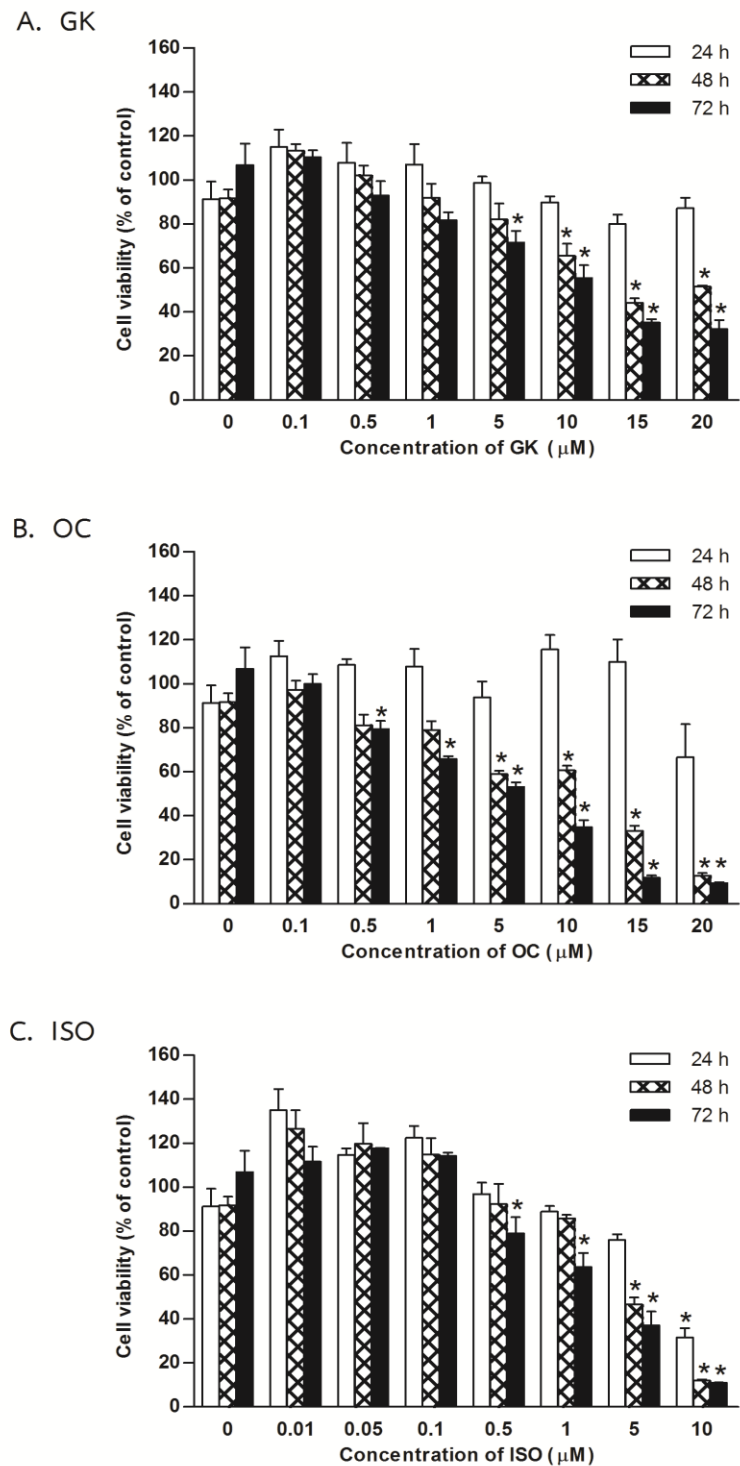 A. GK
160
140
120
100
80
60
40
20
0
Cell viability (% of control)
24 h
48 h
72 h
* * * * * * *
0 0.1 0.5 1 5 10 15 20
Concentration of GK (μM)
B. OC
160
140
120
100
80
60
40
20
0
Cell viability (% of control)
24 h
48 h
72 h
* * * * * * * * * *
0 0.1 0.5 1 5 10 15 20
Concentration of OC (μM)
C. ISO
160
140
120
100
80
60
40
20
0
Cell viability (% of control)
24 h
48 h
72 h
* * * * * * *
0 0.01 0.05 0.1 0.5 1 5 10
Concentration of ISO (μM)